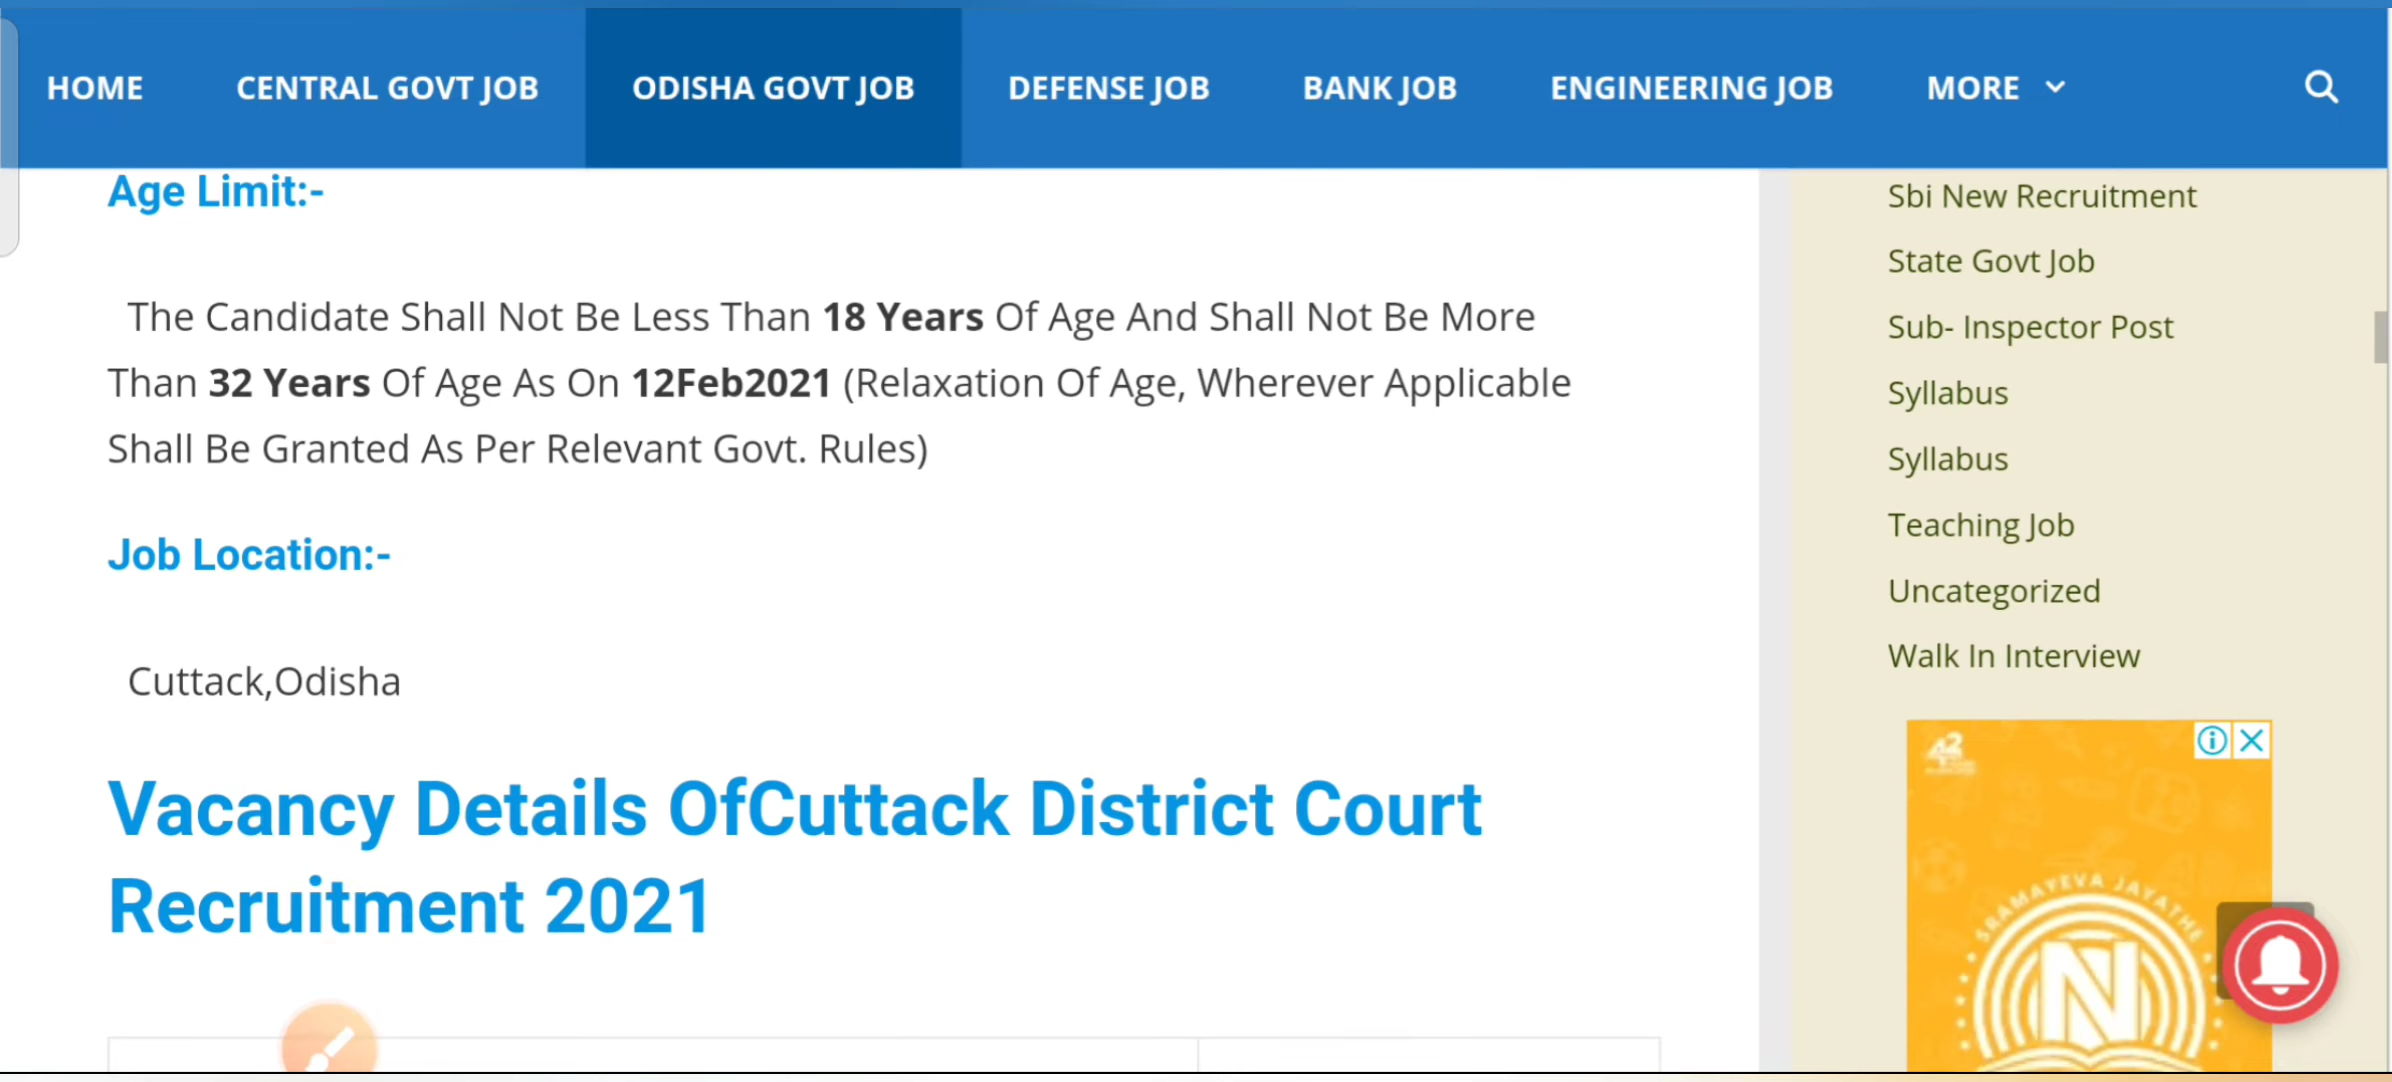 HOME CENTRAL GOVT JOB ODISHA GOVT JOB DEFENSE JOB BANK JOB ENGINEERING JOB MORE
Age Limit:-
The Candidate Shall Not Be Less Than 18 Years Of Age And Shall Not Be More
Than 32 Years Of Age As On 12Feb2021 (Relaxation Of Age, Wherever Applicable
Shall Be Granted As Per Relevant Govt. Rules)
Job Location:-
Cuttack,Odisha
Vacancy Details OfCuttack District Court
Recruitment 2021
Sbi New Recruitment
State Govt Job
Sub- Inspector Post
Syllabus
Syllabus
Teaching Job
Uncategorized
Walk In Interview
42
SRAMAYEVA JAYATHE
N